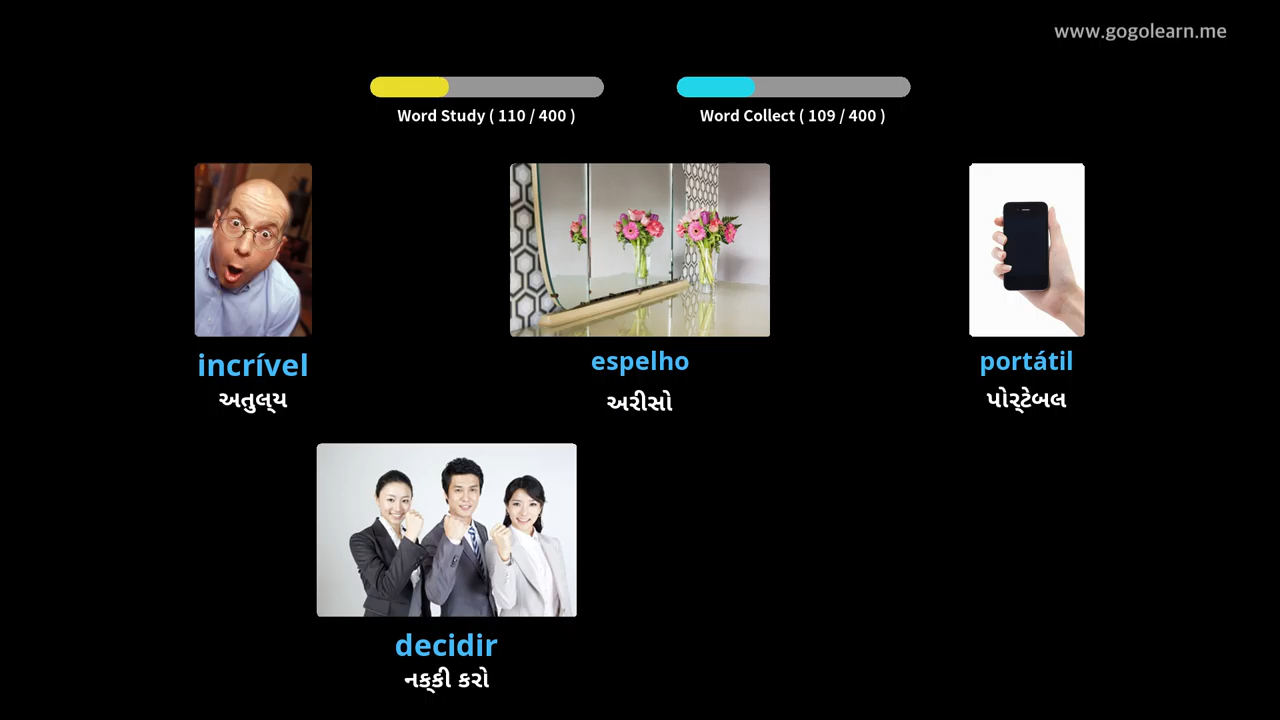 www.gogolearn.me
Word Study ( 110 / 400 )
Word Collect ( 109 / 400 )
incrível
અતુલ્ય
espelho
અરીસો
portátil
પોર્ટેબલ
decidir
નક્કી કરો